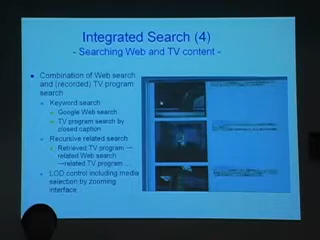 Integrated Search (4)
- Searching Web and TV content -
Combination of Web search
and (recorded) TV program
search
Keyword search
Google Web search
TV program search by
closed caption
Recursive related search
Retrieved TV program →
related Web search
→related TV program ...
LOD control including media
selection by zooming
interface